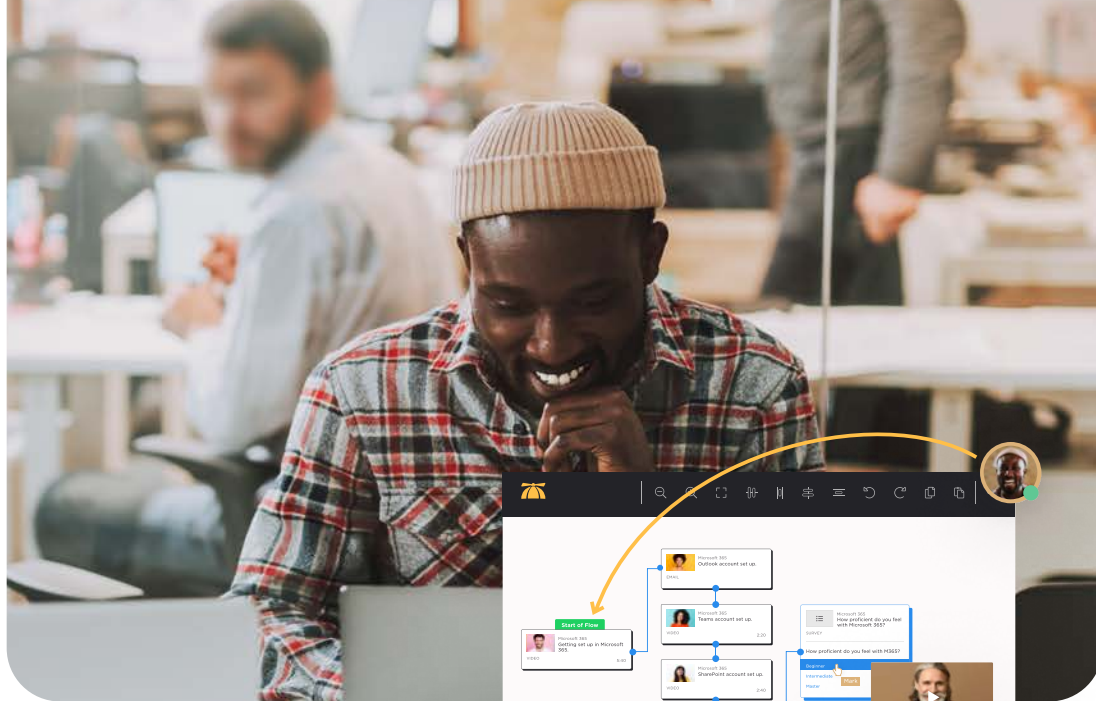 Microsoft 365
Outlook account set up.
EMAIL
Start of Flow
Microsoft 365
Getting set up in Microsoft
365.
VIDEO
Microsoft 365
Teams account set up.
VIDEO
2:20
Microsoft 365
SharePoint account set up.
VIDEO
2:40
Microsoft 365
How proficient do you feel
with Microsoft 365?
SURVEY
How proficient do you feel with M365?
Beginner
Intermediate
Master
Mark